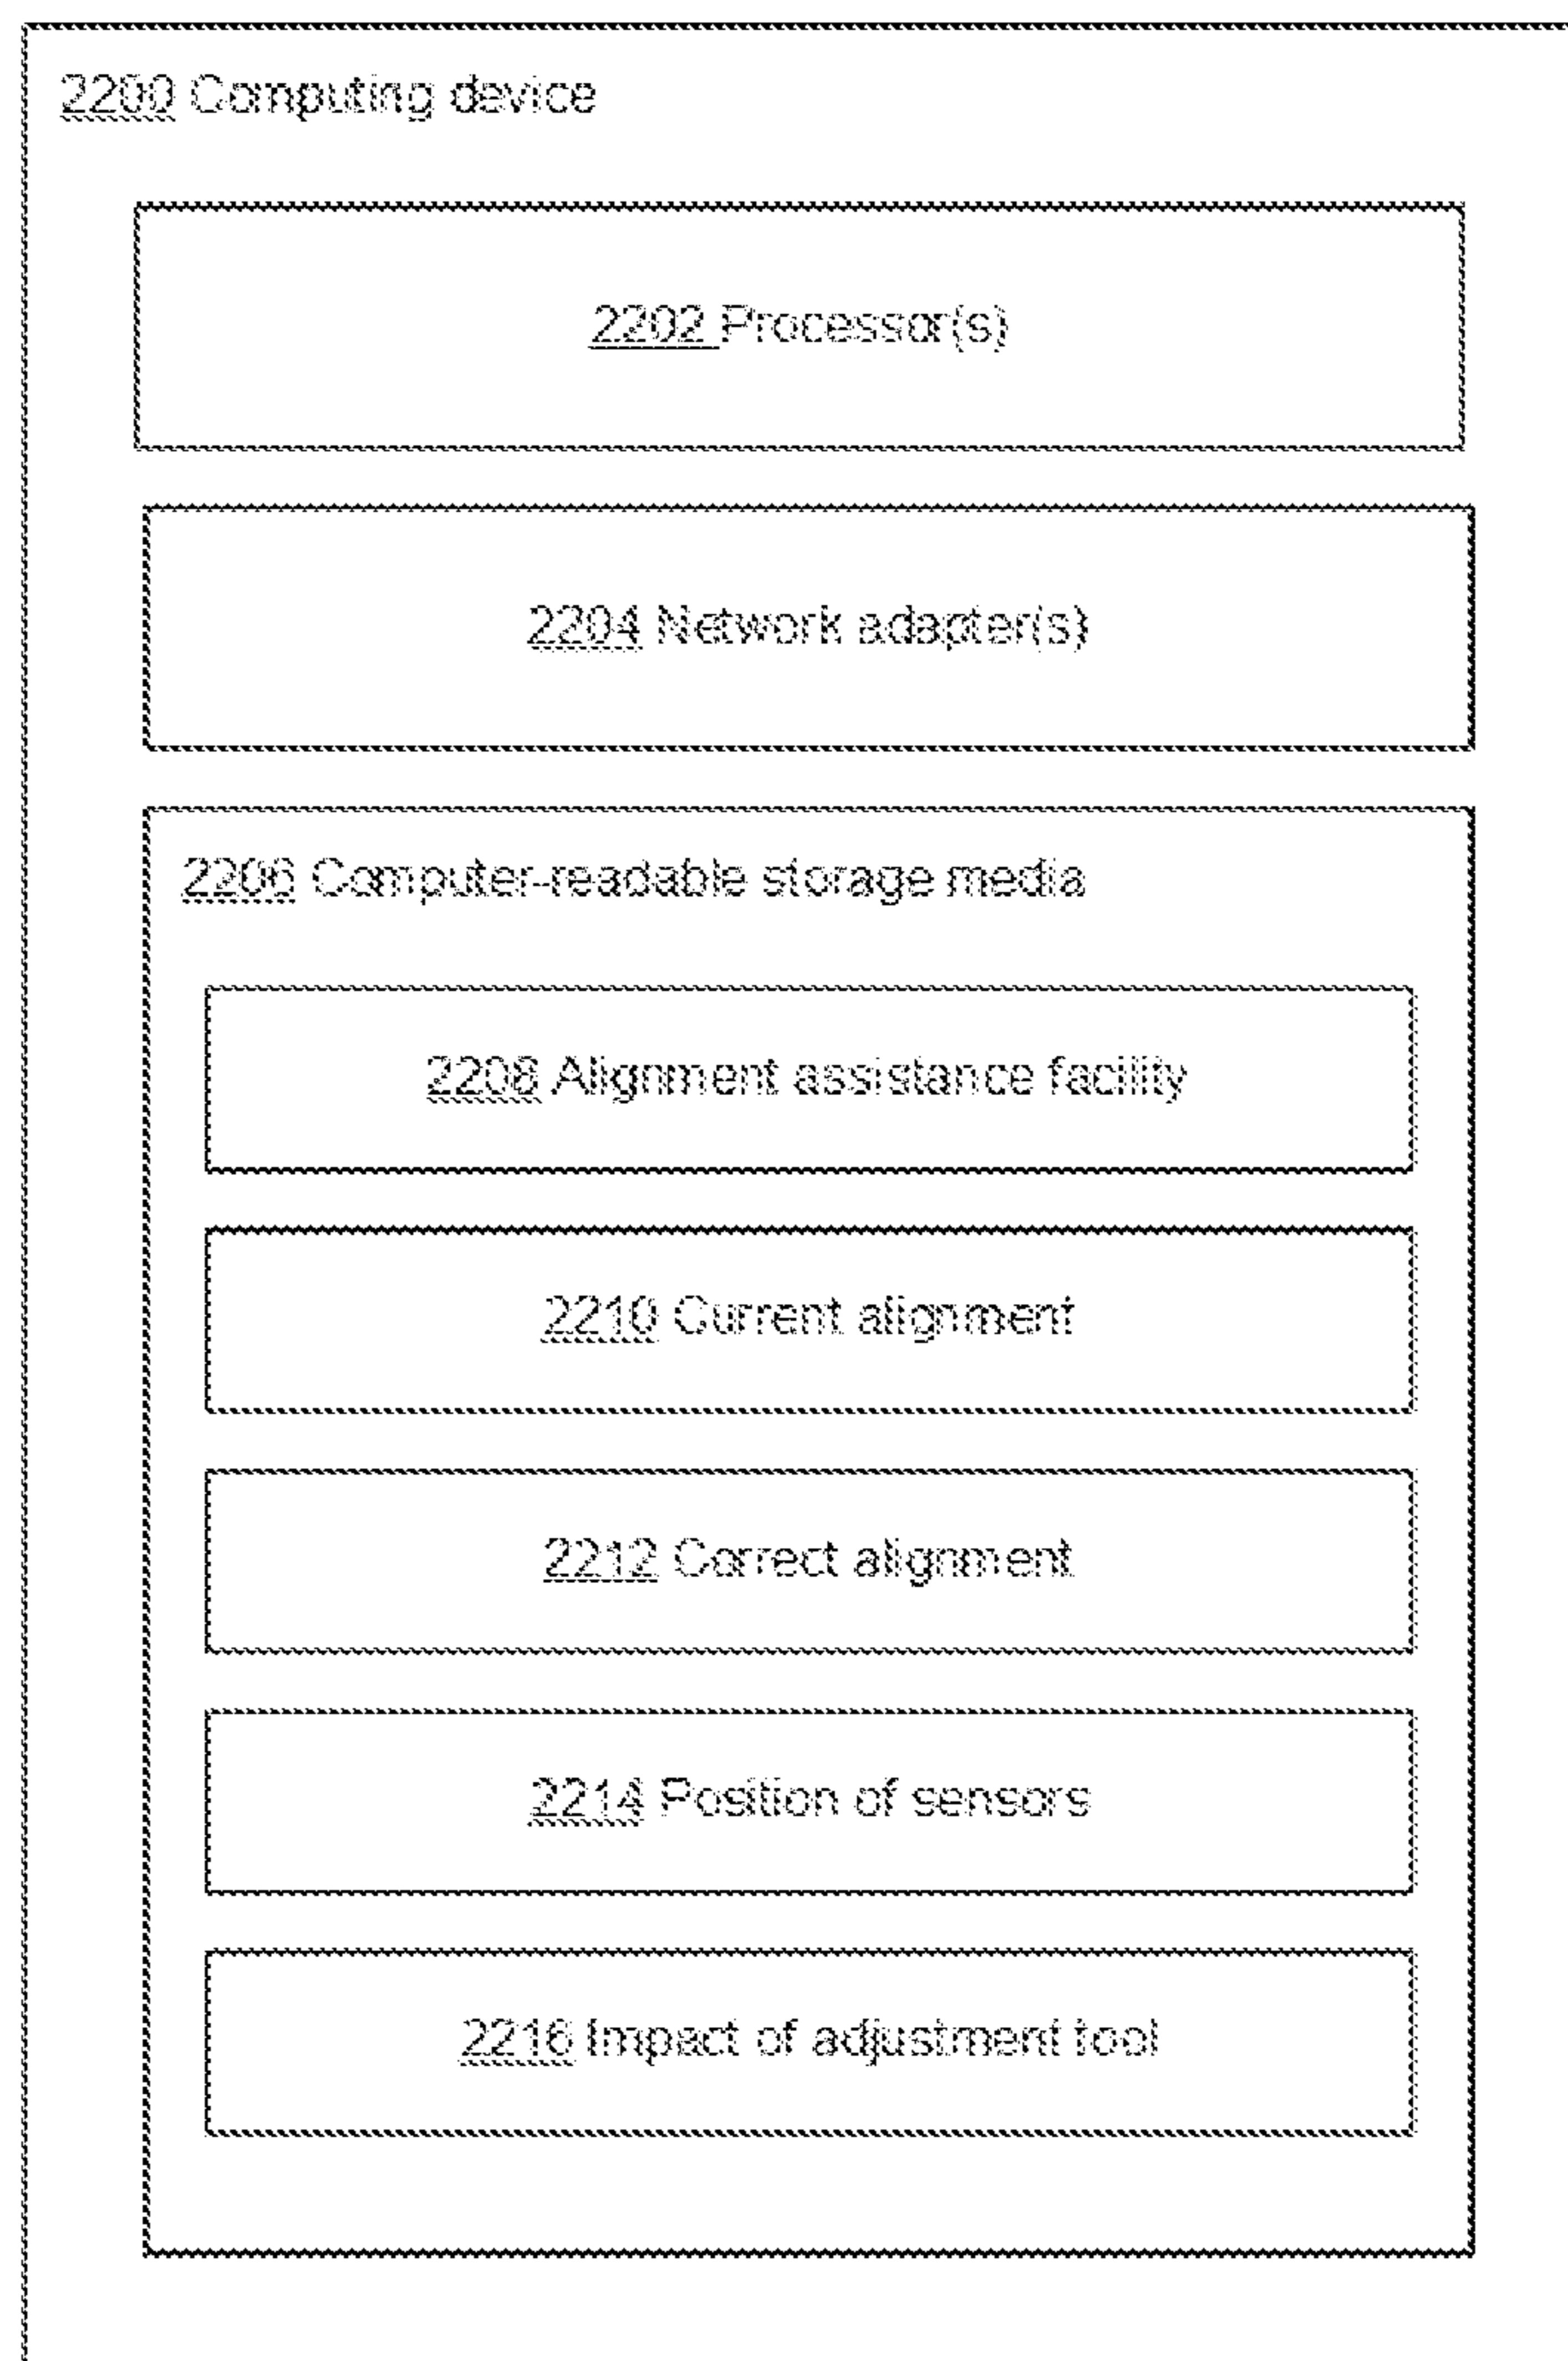 2200 Computing device
2202 Processor(s)
2204 Network adapter(s)
2206 Computer-readable storage media
2208 Alignment assistance facility
2210 Current alignment
2212 Correct alignment
2214 Position of sensors
2216 Impact of adjustment tool